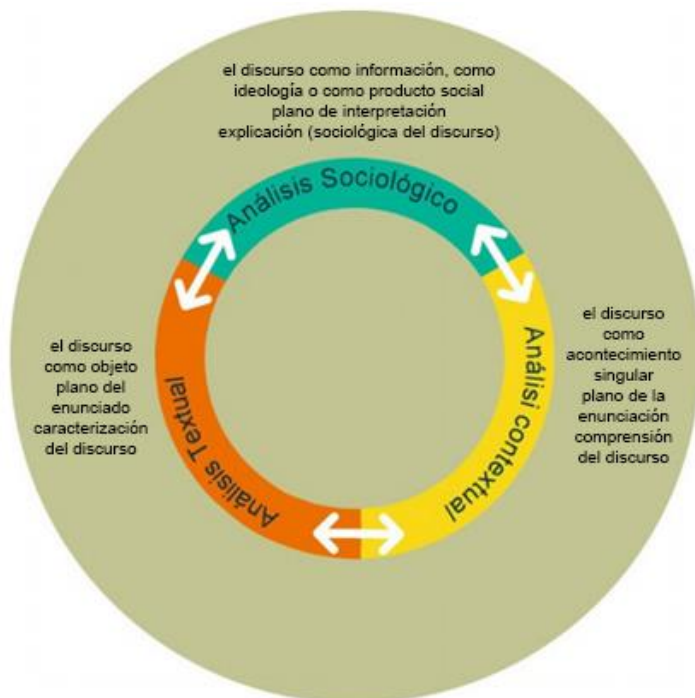 el discurso como información, como
ideología o como producto social
plano de interpretación
explicación (sociológica del discurso)
Análisis Sociológico
el discurso
como objeto
plano del
enunciado
caracterización
del discurso
Análisis Textual
Análisi contextual
el discurso
como
acontecimiento
singular
plano de la
enunciación
comprensión
del discurso